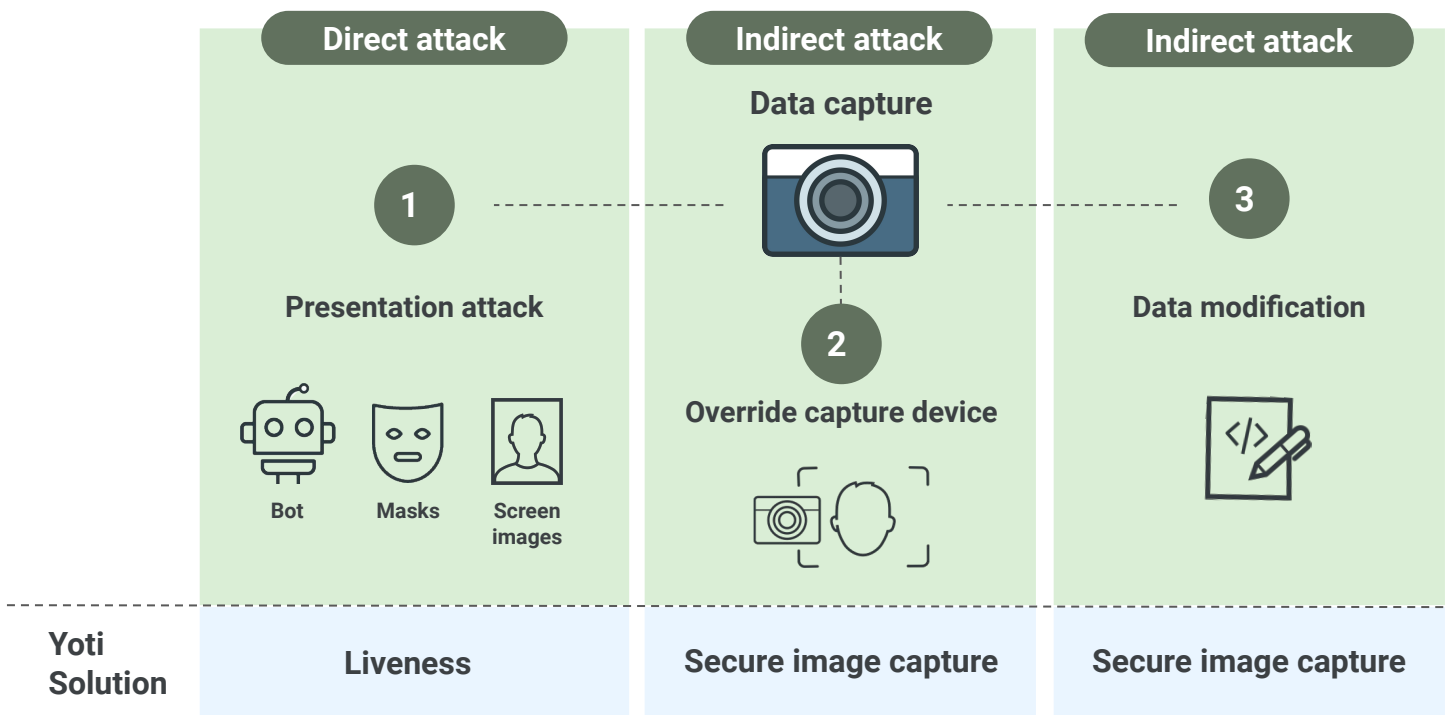 Direct attack
Indirect attack
Indirect attack
Data capture
1
3
Presentation attack
Data modification
2
Override capture device
</>
Bot
Masks
Screen
images
Yoti
Solution
Liveness
Secure image capture
Secure image capture